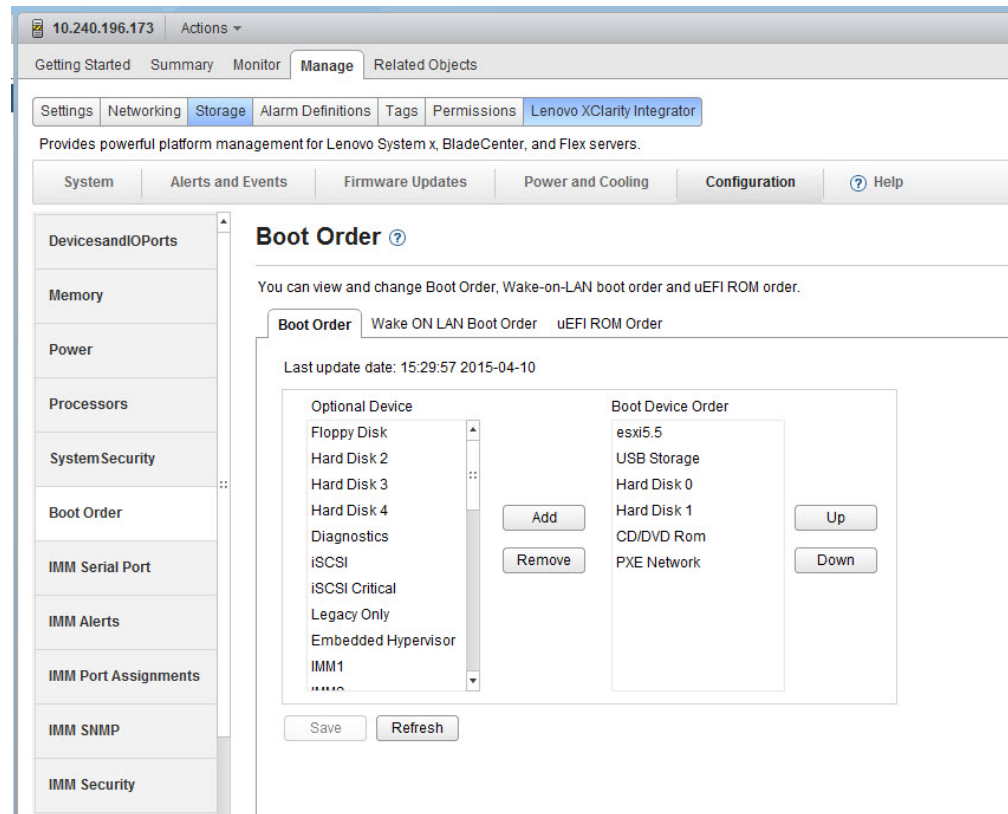 10.240.196.173 Actions
Getting Started Summary Monitor Manage Related Objects
Settings Networking Storage Alarm Definitions Tags Permissions Lenovo XClarity Integrator
Provides powerful platform management for Lenovo System x, BladeCenter, and Flex servers.
System Alerts and Events Firmware Updates Power and Cooling Configuration ? Help
DevicesandIOPorts
Memory
Power
Processors
SystemSecurity
Boot Order
IMM Serial Port
IMM Alerts
IMM Port Assignments
IMM SNMP
IMM Security
Boot Order ?
You can view and change Boot Order, Wake-on-LAN boot order and uEFI ROM order.
Boot Order Wake ON LAN Boot Order uEFI ROM Order
Last update date: 15:29:57 2015-04-10
Optional Device
Floppy Disk
Hard Disk 2
Hard Disk 3
Hard Disk 4
Diagnostics
iSCSI
iSCSI Critical
Legacy Only
Embedded Hypervisor
IMM1
Add
Remove
Boot Device Order
esxi5.5
USB Storage
Hard Disk 0
Hard Disk 1
CD/DVD Rom
PXE Network
Up
Down
Save Refresh